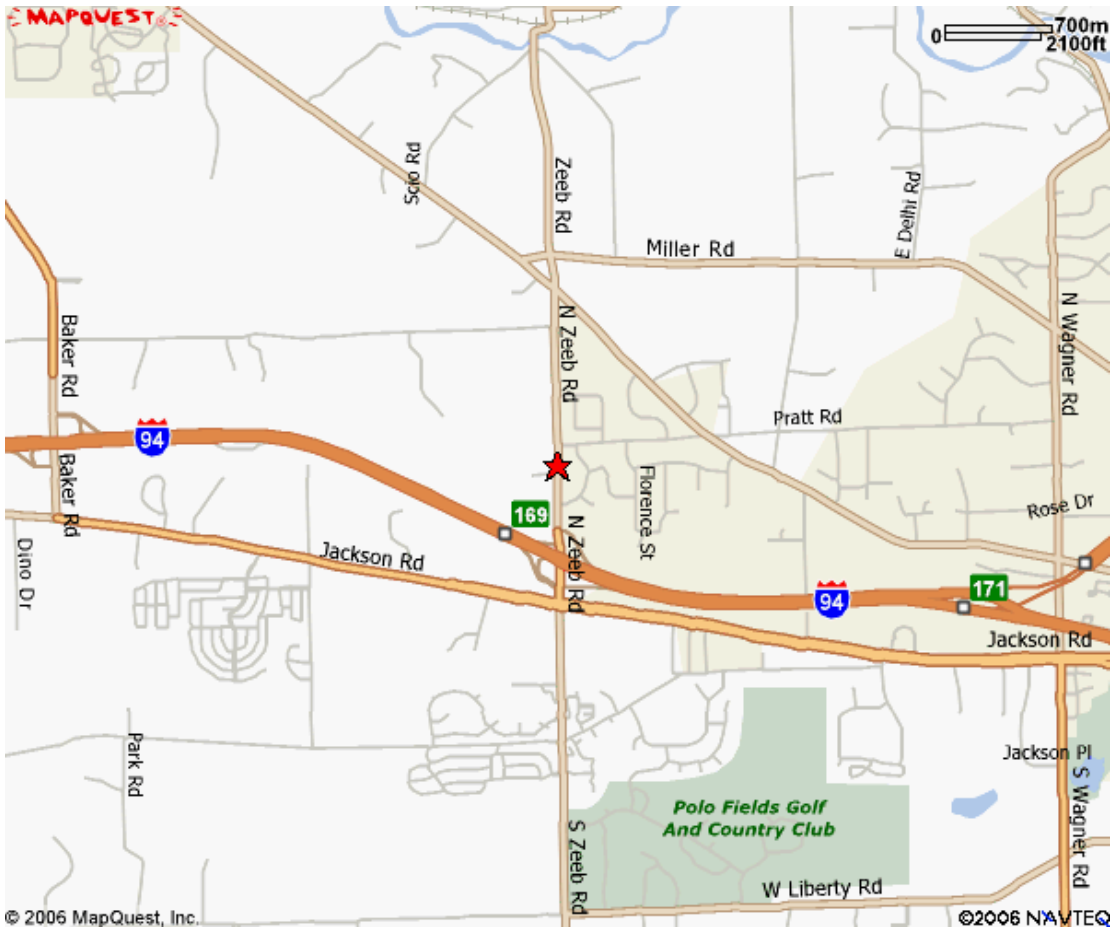 MAPQUEST
0 700m
2100ft
Scio Rd
Zeeb Rd
E Delhi Rd
Miller Rd
N Wagner Rd
Baker Rd
N Zeeb Rd
Pratt Rd
94
Baker Rd
Florence St
Rose Dr
169
N Zeeb Rd
Jackson Rd
Dino Dr
94
171
Jackson Rd
Park Rd
Jackson Pl
S Wagner Rd
Polo Fields Golf
And Country Club
S Zeeb Rd
W Liberty Rd
© 2006 MapQuest, Inc.
©2006 NAVTEQ